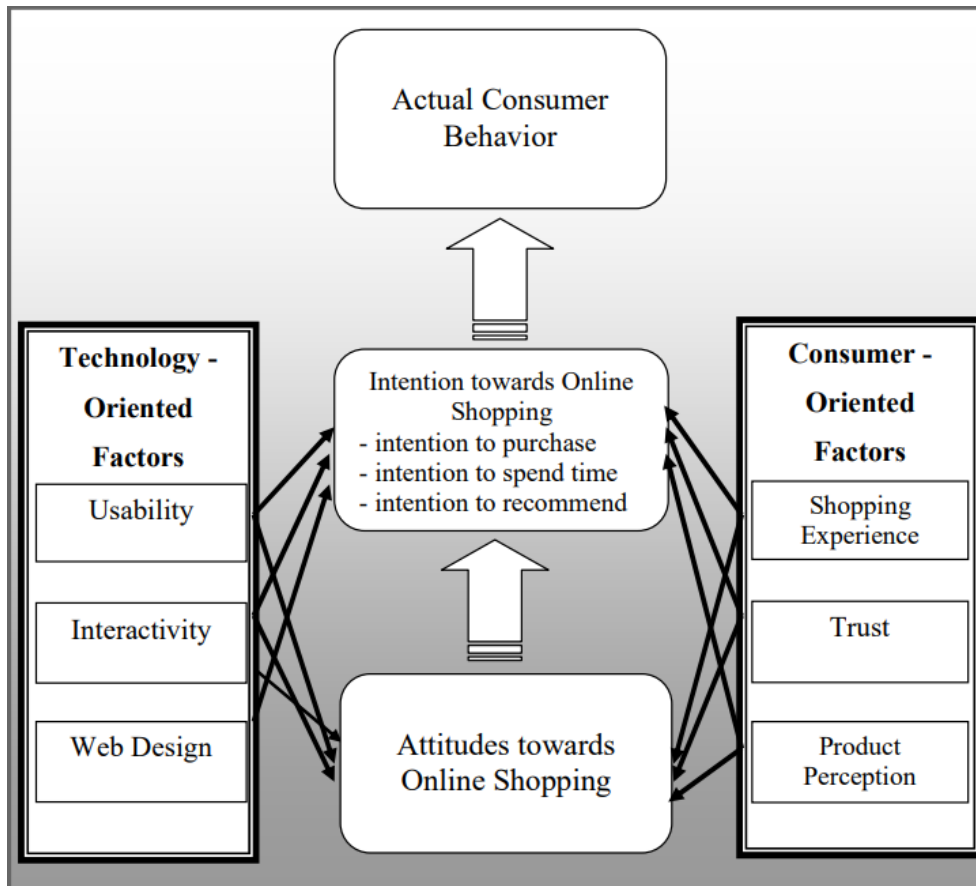 Actual Consumer
Behavior
Technology -
Oriented
Factors
Usability
Interactivity
Web Design
Intention towards Online
Shopping
- intention to purchase
- intention to spend time
- intention to recommend
Attitudes towards
Online Shopping
Consumer -
Oriented
Factors
Shopping
Experience
Trust
Product
Perception